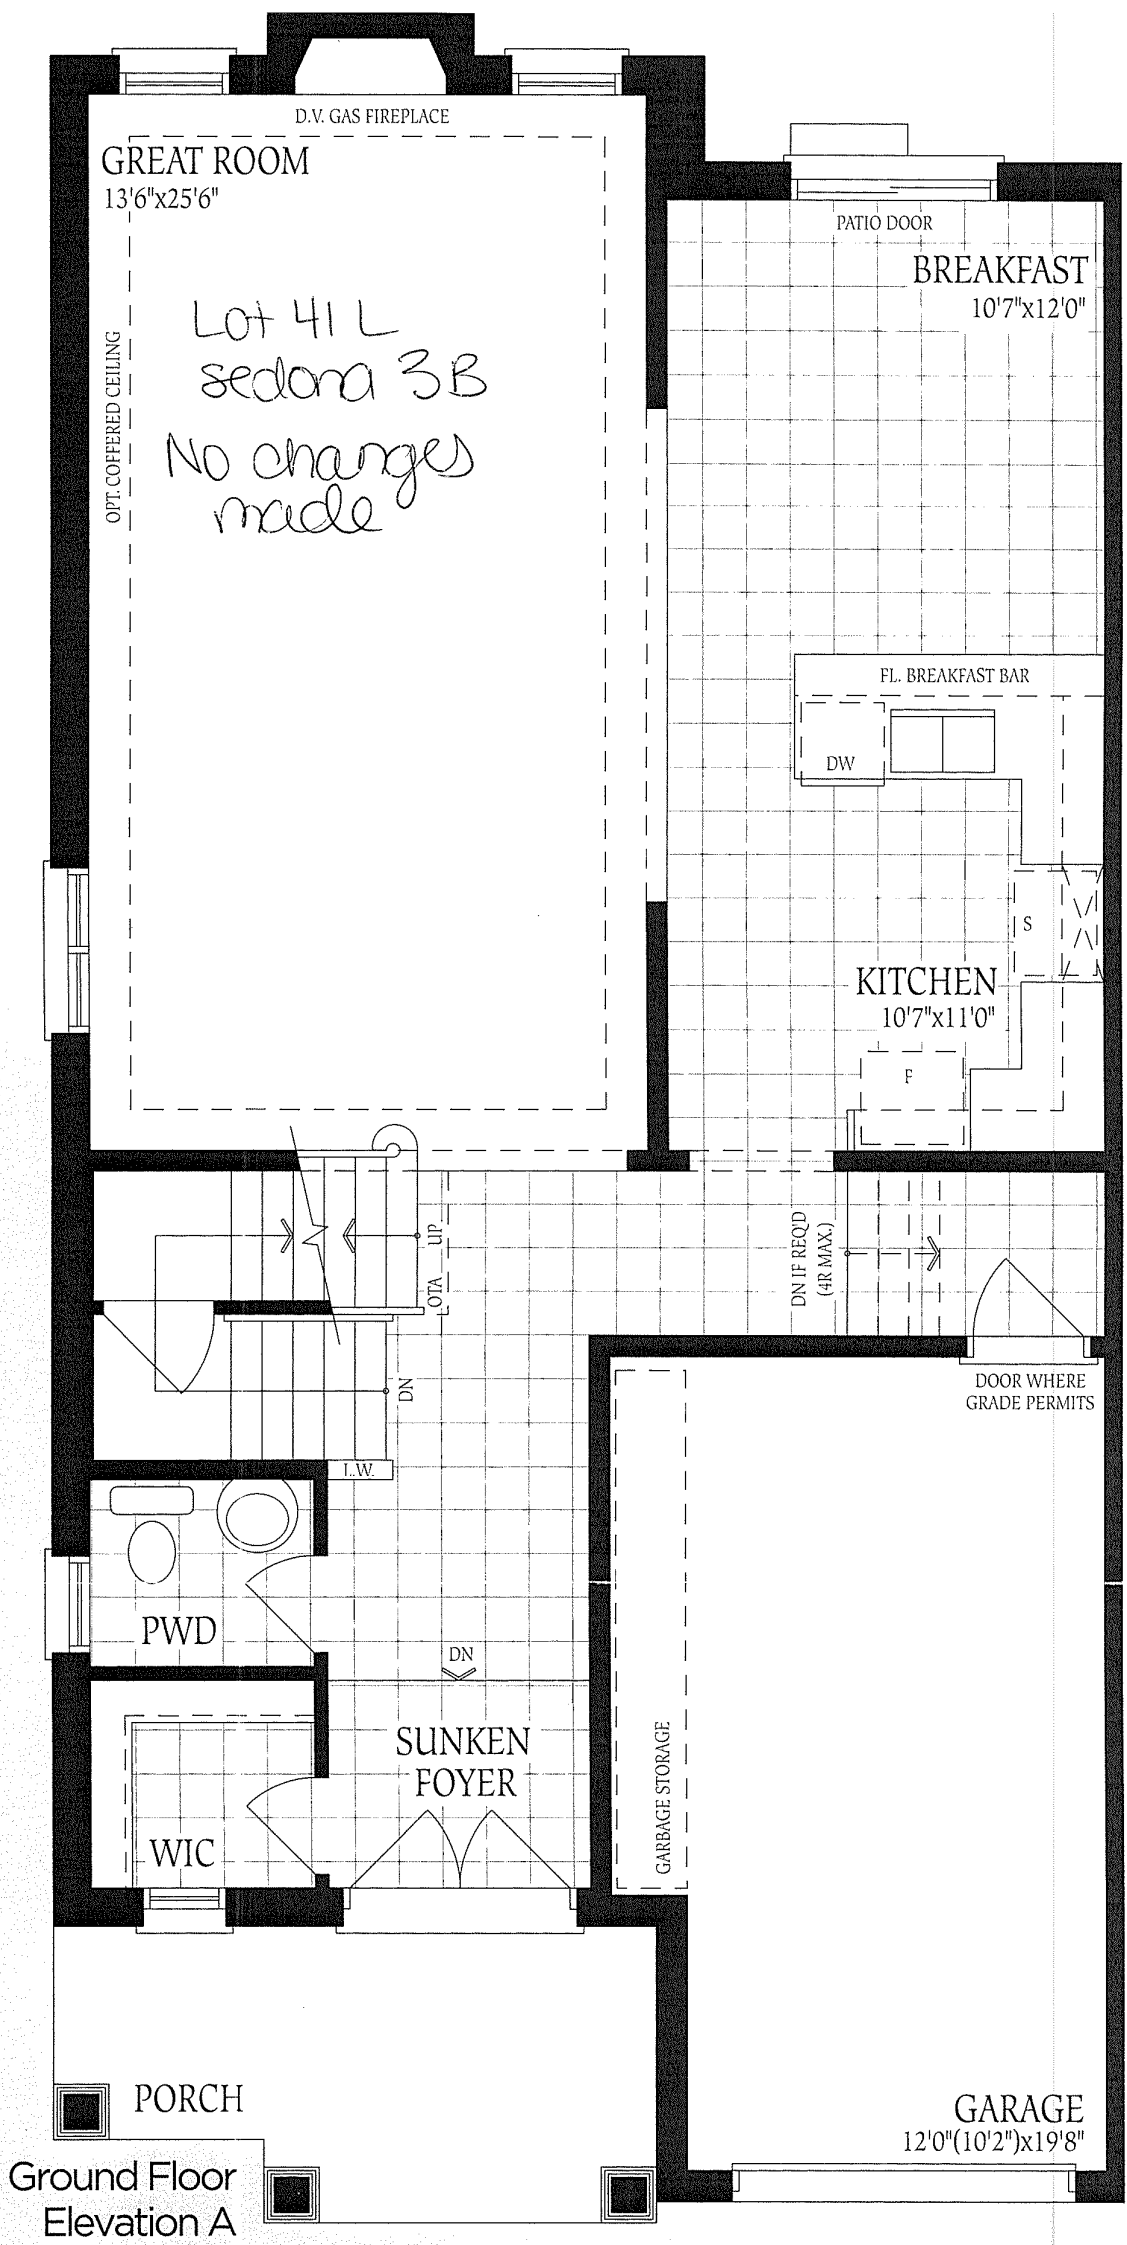 D.V. GAS FIREPLACE
GREAT ROOM
13'6"x25'6"
PATIO DOOR
BREAKFAST
10'7"x12'0"
OPT. COFFERED CEILING
Lot 41 L
sedona 3B
No changes
made
FL. BREAKFAST BAR
DW
S
KITCHEN
10'7"x11'0"
F
UP
OTA
DN IF REQ'D
(4R MAX.)
DN
DOOR WHERE
GRADE PERMITS
L.W.
PWD
DN
SUNKEN
FOYER
GARBAGE STORAGE
WIC
PORCH
GARAGE
12'0"(10'2")x19'8"
Ground Floor
Elevation A